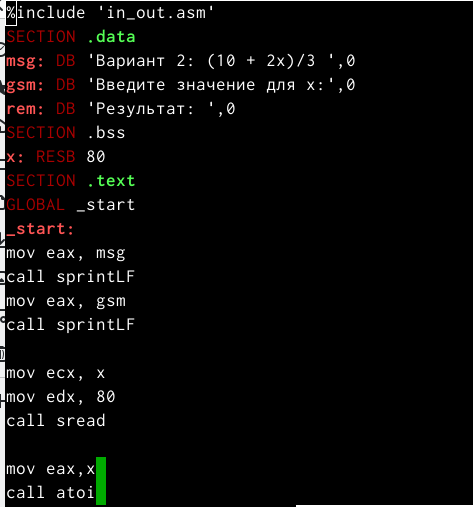 %include 'in_out.asm'
SECTION .data
msg: DB 'Вариант 2: (10 + 2x)/3 ',0
gsm: DB 'Введите значение для x:',0
rem: DB 'Результат: ',0
SECTION .bss
x: RESB 80
SECTION .text
GLOBAL _start
_start:
mov eax, msg
call sprintLF
mov eax, gsm
call sprintLF
mov ecx, x
mov edx, 80
call sread
mov eax,x
call atoi